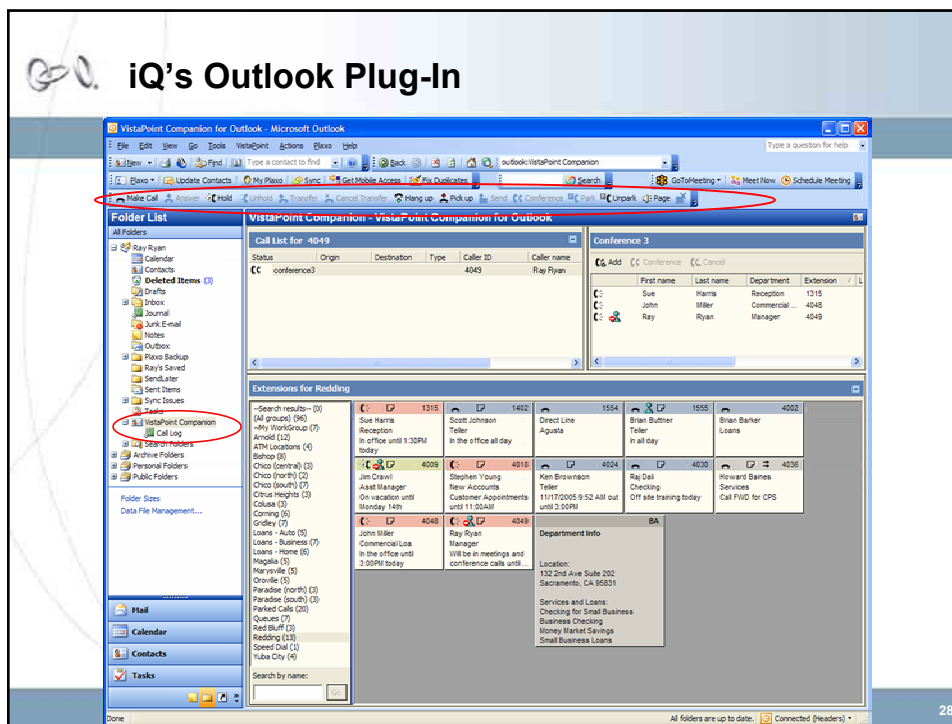 iQ's Outlook Plug-In
VistaPoint Companion for Outlook - Microsoft Outlook
File Edit View Go Tools VistaPoint Actions Plaxo Help
Type a question for help
New Find Type a contact to find Back outlook:VistaPoint Companion
Plaxo Update Contacts My Plaxo Sync Get Mobile Access Fix Duplicates Search GoToMeeting Meet Now Schedule Meeting
Make Call Answer Hold Unhold Transfer Cancel Transfer Hang up Pick up Send Conference Park Unpark Page
Folder List
VistaPoint Companion - VistaPoint Companion for Outlook
All Folders
Ray Ryan
Calendar
Contacts
Deleted Items (3)
Drafts
Inbox
Journal
Junk E-mail
Notes
Outbox
Plaxo Backup
Ray's Saved
SendLater
Sent Items
Sync Issues
Tasks
VistaPoint Companion
Call Log
Search Folders
Archive Folders
Personal Folders
Public Folders
Folder Sizes
Data File Management...
Mail
Calendar
Contacts
Tasks
Call List for 4049
Status Origin Destination Type Caller ID Caller name
conference3 4049 Ray Ryan
Conference 3
Add Conference Cancel
First name Last name Department Extension L
Sue Harris Reception 1315
John Miller Commercial ... 4048
Ray Ryan Manager 4049
Extensions for Redding
--Search results-- (0)
(All groups) (96)
--My WorkGroup (7)
Arnold (12)
ATM Locations (4)
Bishop (8)
Chico (central) (3)
Chico (north) (2)
Chico (south) (7)
Citrus Heights (3)
Colusa (3)
Corning (6)
Gridley (7)
Loans - Auto (5)
Loans - Business (7)
Loans - Home (6)
Magalia (5)
Marysville (5)
Oroville (5)
Paradise (north) (3)
Paradise (south) (3)
Parked Calls (20)
Queues (7)
Red Bluff (3)
Redding (13)
Speed Dial (1)
Yuba City (4)
Search by name:
Go
1315
Sue Harris
Reception
In office until 1:30PM
today
1402
Scott Johnson
Teller
In the office all day
1554
Direct Line
Agusta
1555
Brian Buttner
Teller
In all day
4002
Brian Barker
Loans
4009
Jim Crawl
Asst Manager
On vacation until
Monday 14th
4018
Stephen Young
New Accounts
Customer Appointments
until 11:00AM
4024
Ken Brownson
Teller
11/17/2005 9:52 AM out
until 3:00PM
4030
Raj Dali
Checking
Off site training today
4036
Howard Baines
Services
Call FWD for CPS
4048
John Miller
Commercial Loa
In the office until
3:00PM today
4049
Ray Ryan
Manager
Will be in meetings and
conference calls until ...
BA
Department Info
Location:
132 2nd Ave Suite 202
Sacramento, CA 95831
Services and Loans:
Checking for Small Business
Business Checking
Money Market Savings
Small Business Loans
Done
All folders are up to date. Connected (Headers)
28